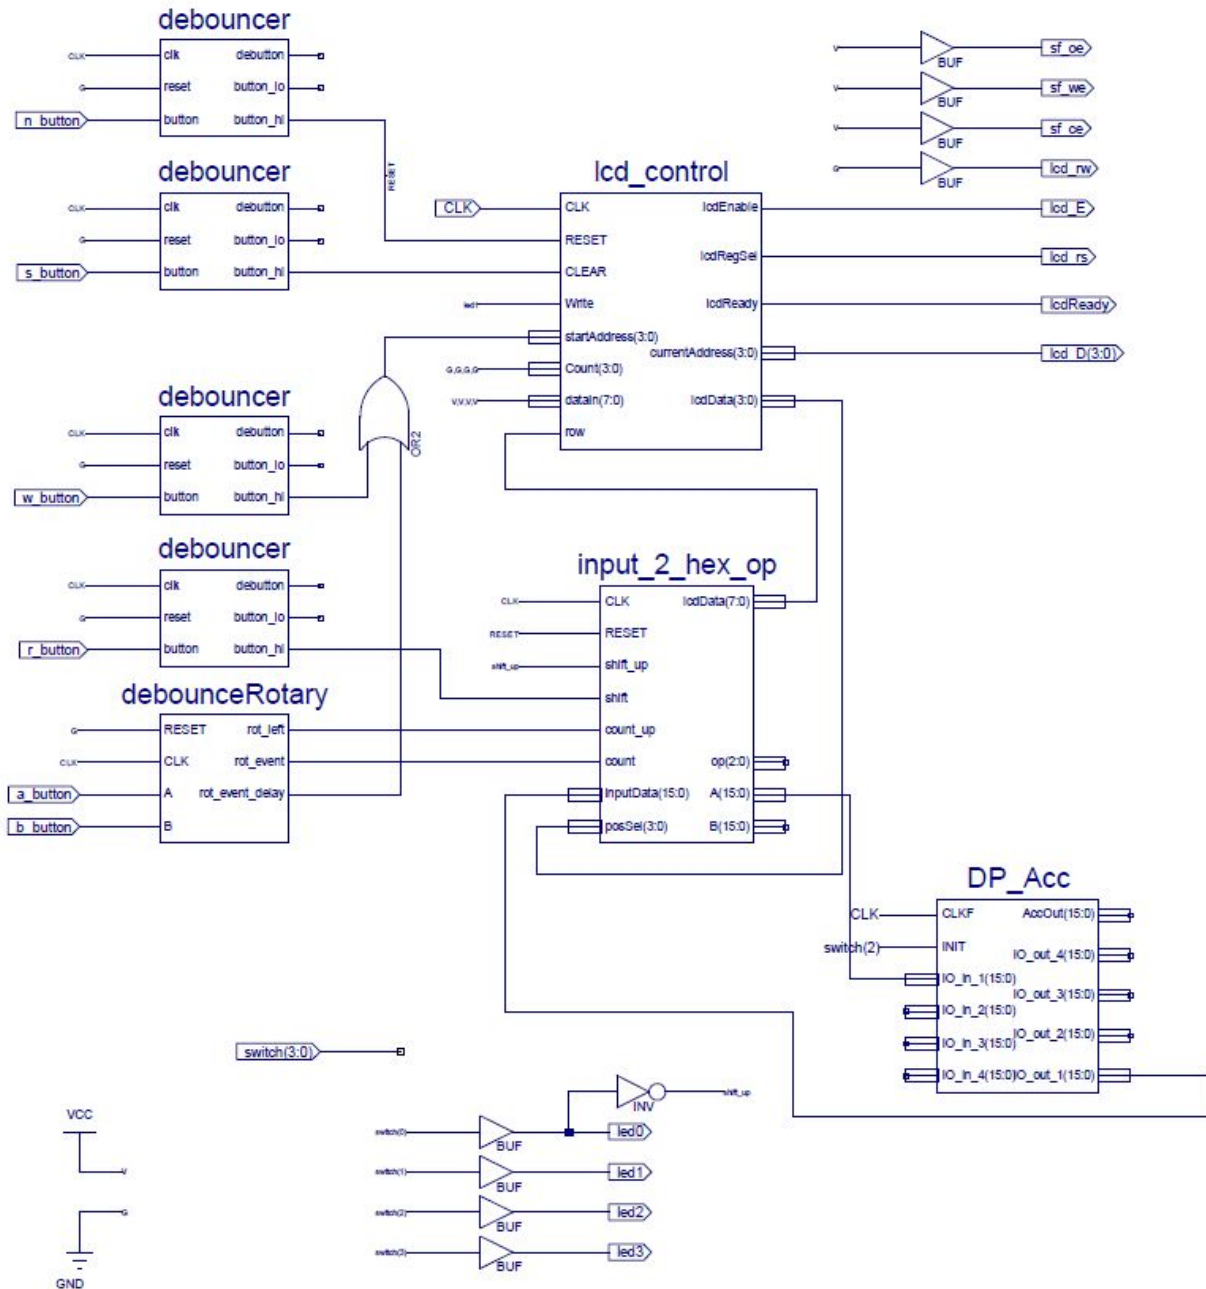 debouncer
CLK clk debutton
G reset button_lo
n_button button button_hi
RESET
debouncer
CLK clk debutton
G reset button_lo
s_button button button_hi
debouncer
CLK clk debutton
G reset button_lo
w_button button button_hi
OR2
debouncer
CLK clk debutton
G reset button_lo
r_button button button_hi
debounceRotary
G RESET rot_left
CLK CLK rot_event
a_button A rot_event_delay
b_button B
V BUF sf_oe
V BUF sf_we
V BUF sf_ce
G BUF lcd_rw
lcd_control
CLK CLK lcdEnable lcd_E
RESET lcdRegSel lcd_rs
CLEAR
led1 Write lcdReady lcdReady
startAddress(3:0)
currentAddress(3:0) lcd_D(3:0)
G,G,G,G Count(3:0)
V,V,V,V dataIn(7:0) lcdData(3:0)
row
input_2_hex_op
CLK CLK lcdData(7:0)
RESET RESET
shift_up shift_up
shift
count_up
count op(2:0)
InputData(15:0) A(15:0)
posSel(3:0) B(15:0)
DP_Acc
CLK CLKF AccOut(15:0)
switch(2) INIT
IO_out_4(15:0)
IO_in_1(15:0)
IO_out_3(15:0)
IO_in_2(15:0)
IO_out_2(15:0)
IO_in_3(15:0)
IO_in_4(15:0) IO_out_1(15:0)
switch(3:0)
INV shift_up
switch(0) BUF led0
switch(1) BUF led1
switch(2) BUF led2
switch(3) BUF led3
VCC
V
G
GND